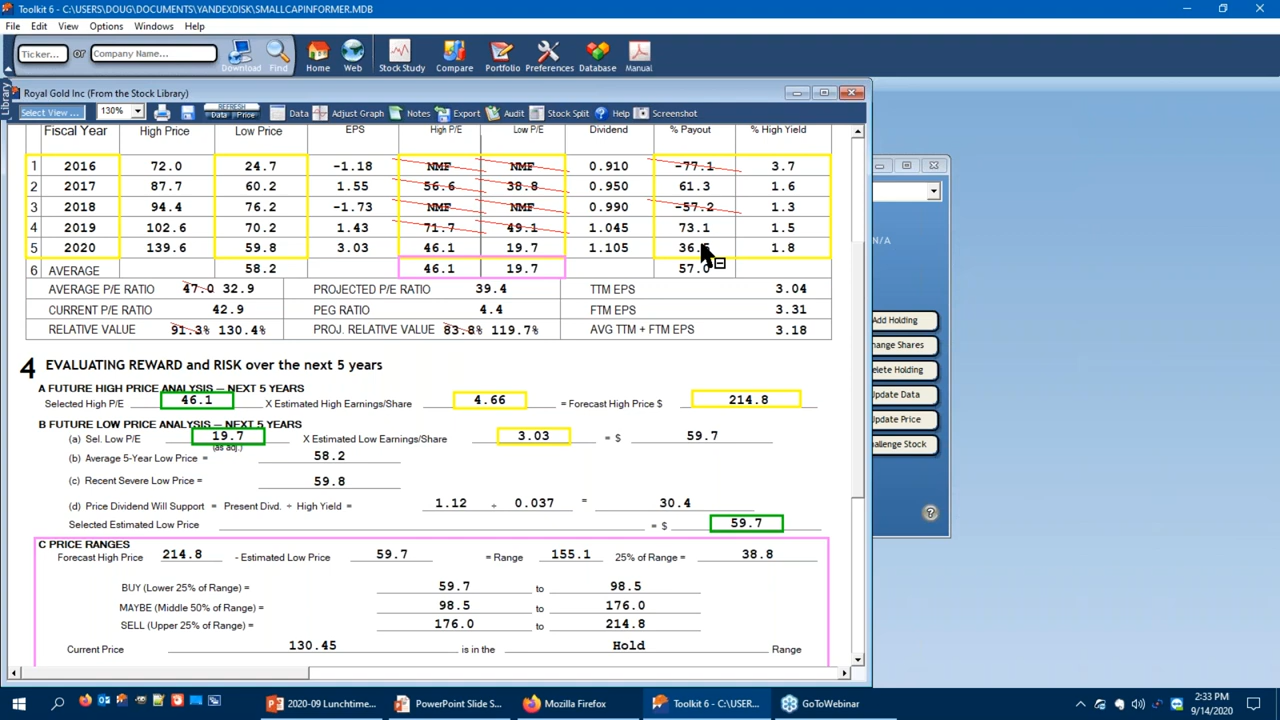 Toolkit 6 - C:\USERS\DOUG\YANDEXDISK\SMALLCAPINFORMER.MDB
File Edit View Options Windows Help
Ticker... or Company Name... Download Find Home Web Stock Study Compare Portfolio Preferences Database Manual
Library
Royal Gold Inc (From the Stock Library)
Select View ... 130% REFRESH Data | Price Data Adjust Graph Notes Export Audit Stock Split Help Screenshot
Fiscal Year High Price Low Price EPS High P/E Low P/E Dividend % Payout % High Yield
1 2016 72.0 24.7 -1.18 NMF NMF 0.910 -77.1 3.7
2 2017 87.7 60.2 1.55 56.6 38.8 0.950 61.3 1.6
3 2018 94.4 76.2 -1.73 NMF NMF 0.990 -57.2 1.3
4 2019 102.6 70.2 1.43 71.7 49.1 1.045 73.1 1.5
5 2020 139.6 59.8 3.03 46.1 19.7 1.105 1.8
6 AVERAGE 58.2 46.1 19.7 57.0
AVERAGE P/E RATIO 47.0 32.9 PROJECTED P/E RATIO 39.4 TTM EPS 3.04
CURRENT P/E RATIO 42.9 PEG RATIO 4.4 FTM EPS 3.31
RELATIVE VALUE 91.3% 130.4% PROJ. RELATIVE VALUE 83.8% 119.7% AVG TTM + FTM EPS 3.18
4 EVALUATING REWARD and RISK over the next 5 years
A FUTURE HIGH PRICE ANALYSIS — NEXT 5 YEARS
Selected High P/E 46.1 X Estimated High Earnings/Share 4.66 = Forecast High Price $ 214.8
B FUTURE LOW PRICE ANALYSIS — NEXT 5 YEARS
(a) Sel. Low P/E 19.7 X Estimated Low Earnings/Share 3.03 = $ 59.7
(as adj.)
(b) Average 5-Year Low Price = 58.2
(c) Recent Severe Low Price = 59.8
(d) Price Dividend Will Support = Present Divd. ÷ High Yield = 1.12 ÷ 0.037 = 30.4
Selected Estimated Low Price = $ 59.7
C PRICE RANGES
Forecast High Price 214.8 - Estimated Low Price 59.7 = Range 155.1 25% of Range = 38.8
BUY (Lower 25% of Range) = 59.7 to 98.5
MAYBE (Middle 50% of Range) = 98.5 to 176.0
SELL (Upper 25% of Range) = 176.0 to 214.8
Current Price 130.45 is in the Hold Range
N/A
Add Holding
hange Shares
elete Holding
pdate Data
pdate Price
hallenge Stock
?
2020-09 Lunchtime... PowerPoint Slide S... Mozilla Firefox Toolkit 6 - C:\USER... GoToWebinar
2:33 PM
9/14/2020